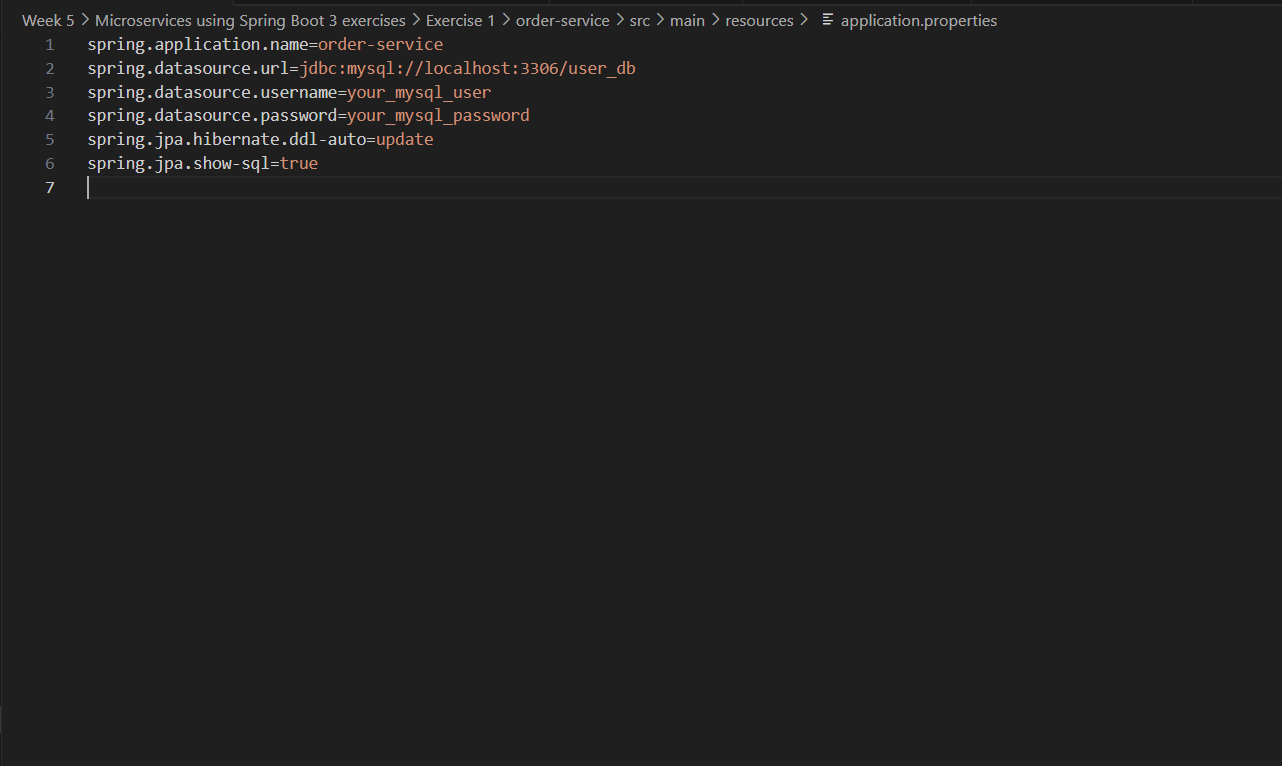 Week 5 > Microservices using Spring Boot 3 exercises > Exercise 1 > order-service > src > main > resources > application.properties
1 spring.application.name=order-service
2 spring.datasource.url=jdbc:mysql://localhost:3306/user_db
3 spring.datasource.username=your_mysql_user
4 spring.datasource.password=your_mysql_password
5 spring.jpa.hibernate.ddl-auto=update
6 spring.jpa.show-sql=true
7